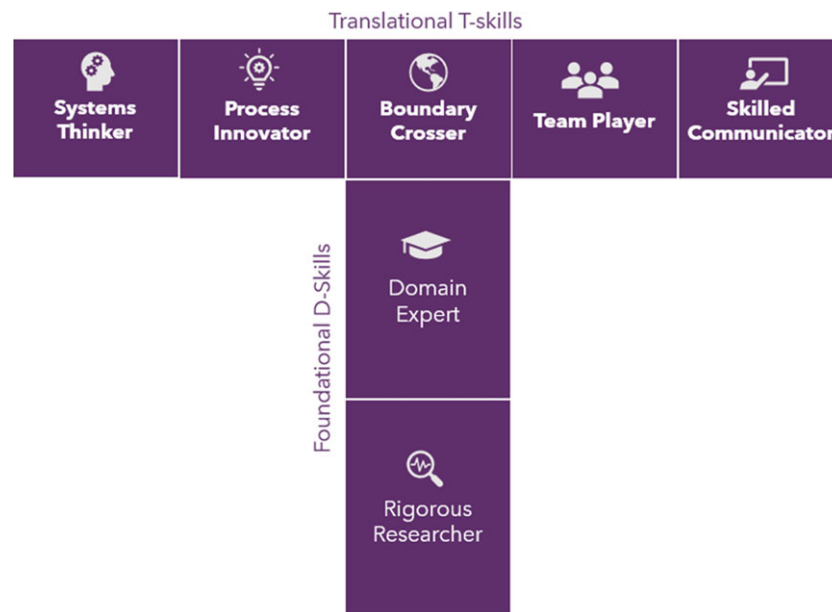 Translational T-skills
Systems
Thinker
Process
Innovator
Boundary
Crosser
Team Player
Skilled
Communicator
Foundational D-Skills
Domain
Expert
Rigorous
Researcher